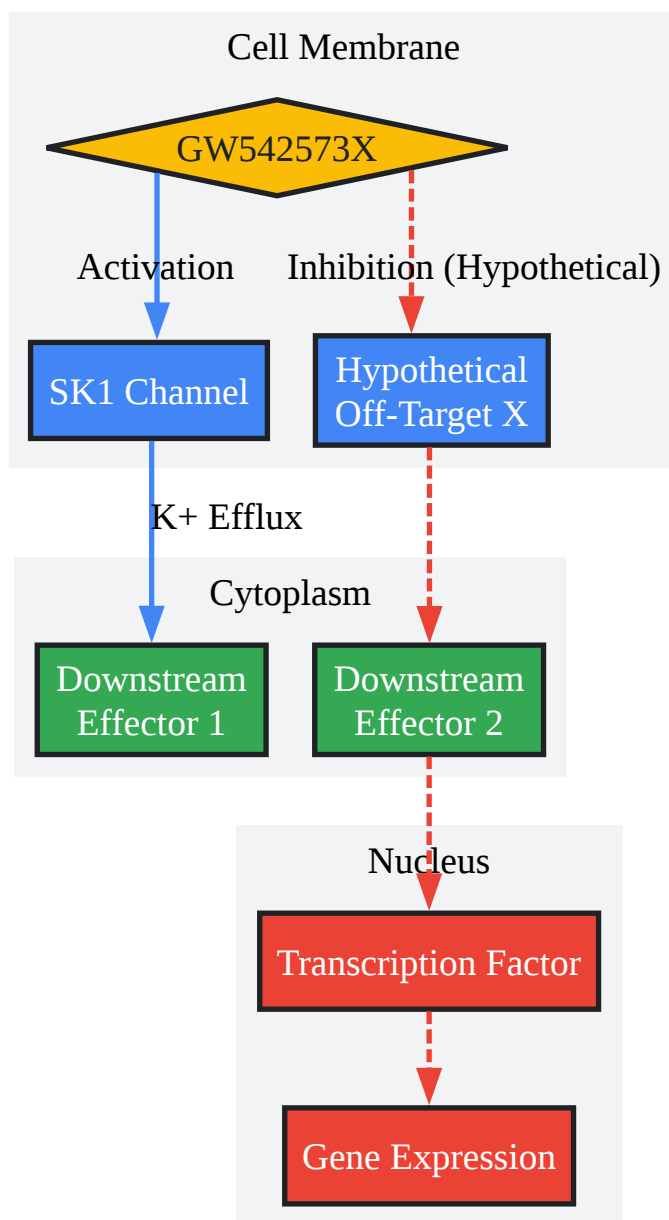 Cell Membrane
GW542573X
Activation
Inhibition (Hypothetical)
SK1 Channel
Hypothetical
Off-Target X
K+ Efflux
Cytoplasm
Downstream
Effector 1
Downstream
Effector 2
Nucleus
Transcription Factor
Gene Expression